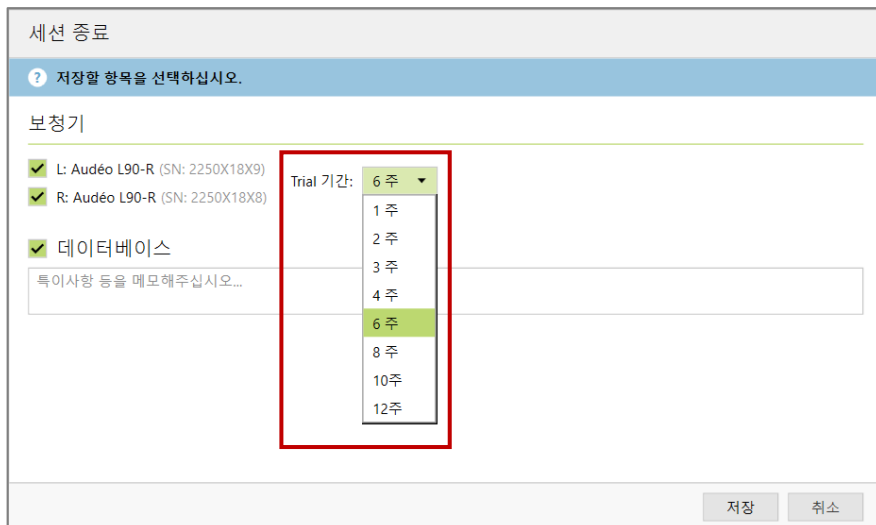 세션 종료
? 저장할 항목을 선택하십시오.
보청기
L: Audéo L90-R (SN: 2250X18X9)
R: Audéo L90-R (SN: 2250X18X8)
Trial 기간: 6 주
1 주
2 주
3 주
4 주
6 주
8 주
10주
12주
데이터베이스
특이사항 등을 메모해주십시오...
저장
취소